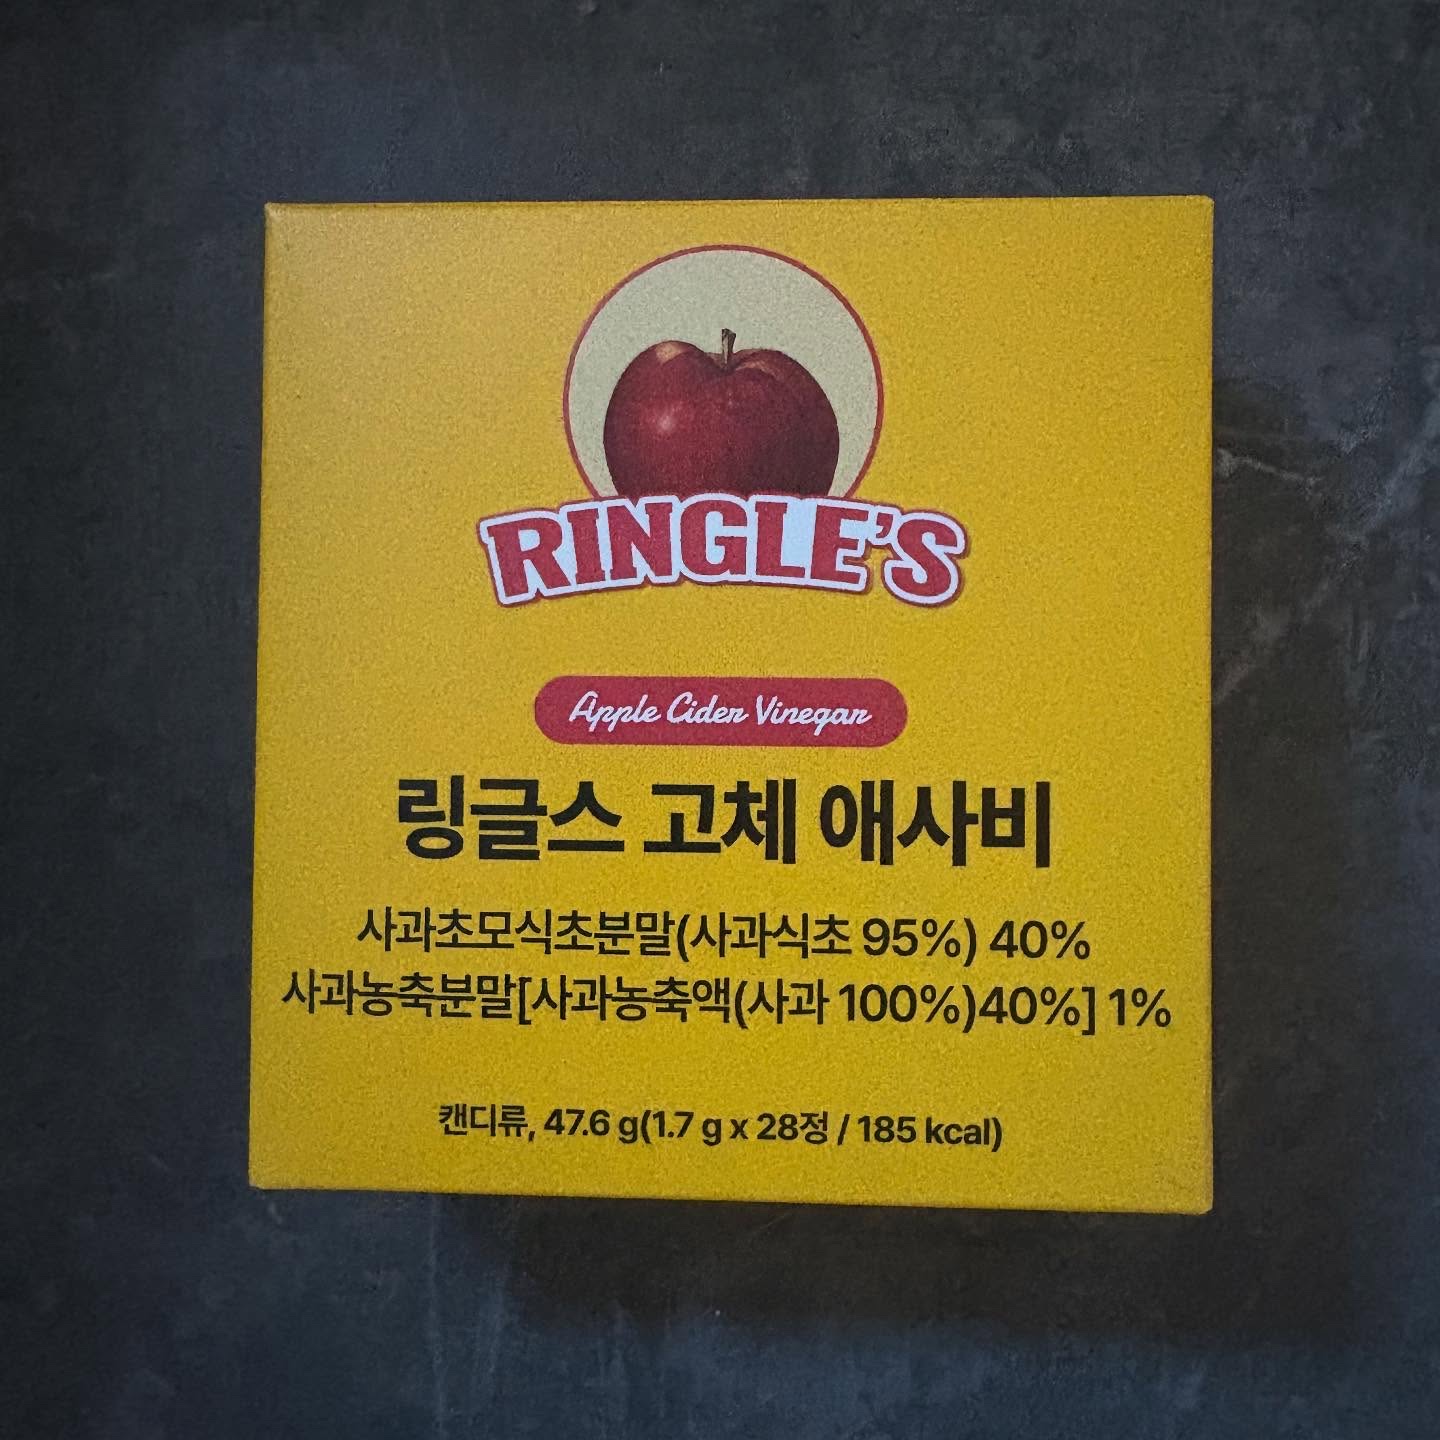 RINGLE'S
Apple Cider Vinegar
링글스 고체 애사비
사과초모식초분말(사과식초 95%) 40%
사과농축분말[사과농축액(사과 100%)40%] 1%
캔디류, 47.6 g(1.7 g x 28정 / 185 kcal)